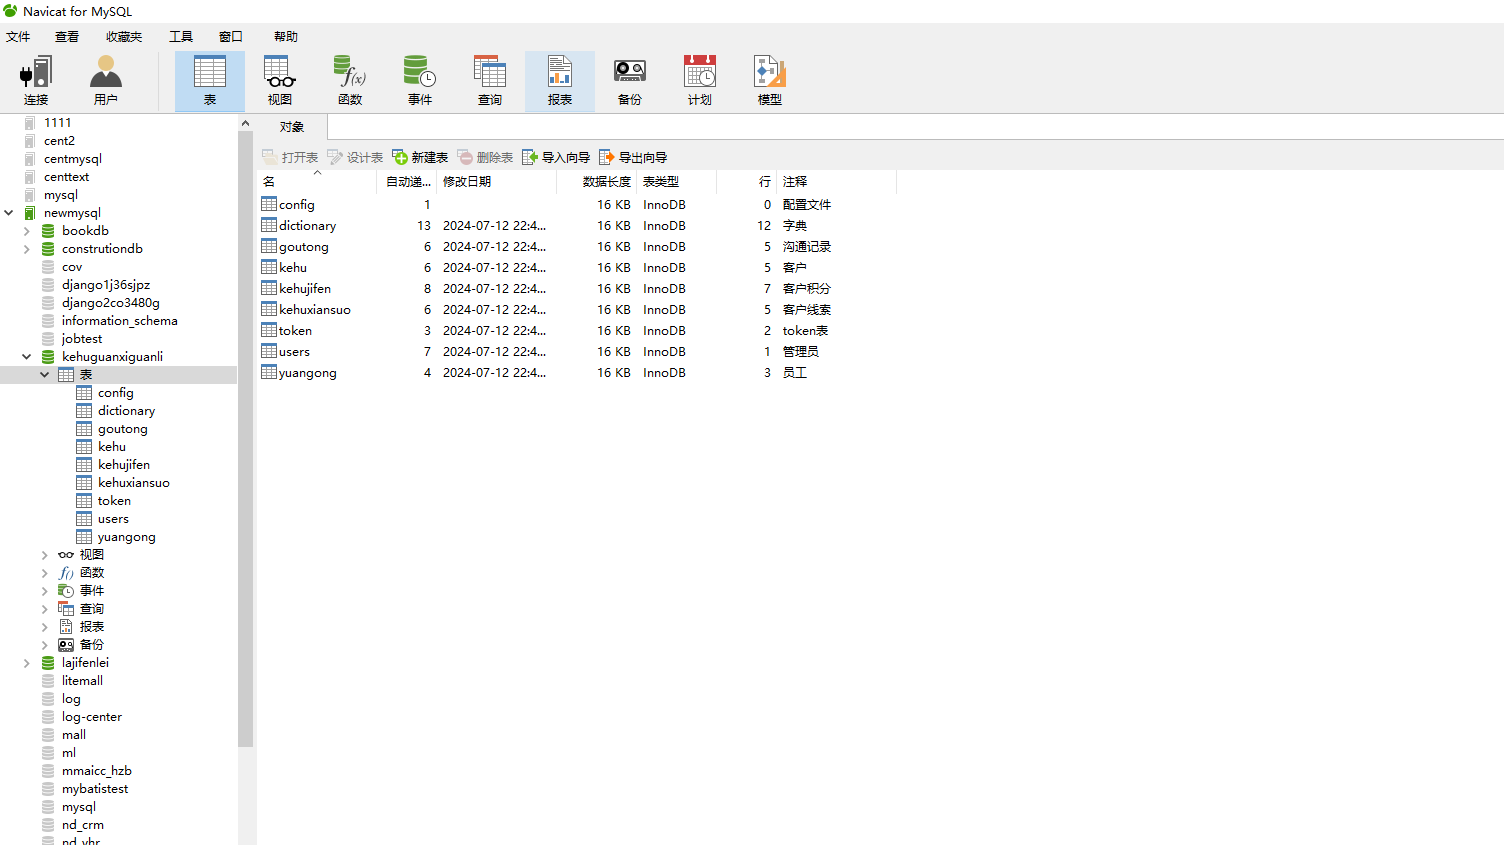 Navicat for MySQL
文件 查看 收藏夹 工具 窗口 帮助
连接 用户 表 视图 函数 事件 查询 报表 备份 计划 模型
1111
cent2
centmysql
centtext
mysql
newmysql
bookdb
construtiondb
cov
django1j36sjpz
django2co3480g
information_schema
jobtest
kehuguanxiguanli
表
config
dictionary
goutong
kehu
kehujifen
kehuxiansuo
token
users
yuangong
视图
函数
事件
查询
报表
备份
lajifenlei
litemall
log
log-center
mall
ml
mmaicc_hzb
mybatistest
mysql
nd_crm
nd_vhr
对象
打开表 设计表 新建表 删除表 导入向导 导出向导
名 自动递... 修改日期 数据长度 表类型 行 注释
config 1 16 KB InnoDB 0 配置文件
dictionary 13 2024-07-12 22:4... 16 KB InnoDB 12 字典
goutong 6 2024-07-12 22:4... 16 KB InnoDB 5 沟通记录
kehu 6 2024-07-12 22:4... 16 KB InnoDB 5 客户
kehujifen 8 2024-07-12 22:4... 16 KB InnoDB 7 客户积分
kehuxiansuo 6 2024-07-12 22:4... 16 KB InnoDB 5 客户线索
token 3 2024-07-12 22:4... 16 KB InnoDB 2 token表
users 7 2024-07-12 22:4... 16 KB InnoDB 1 管理员
yuangong 4 2024-07-12 22:4... 16 KB InnoDB 3 员工